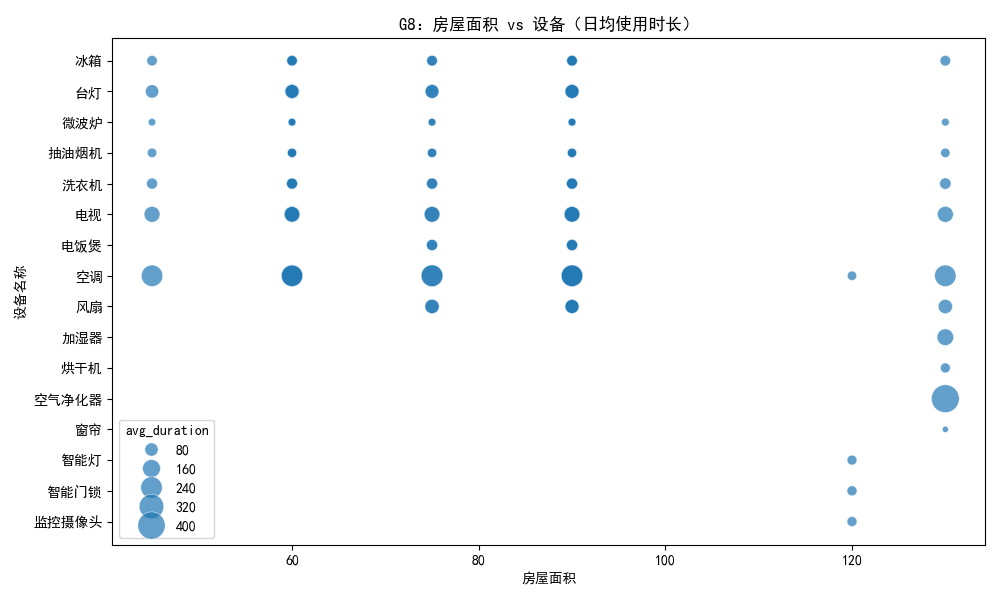 G8：房屋面积 vs 设备（日均使用时长）
设备名称
冰箱
台灯
微波炉
抽油烟机
洗衣机
电视
电饭煲
空调
风扇
加湿器
烘干机
空气净化器
窗帘
智能灯
智能门锁
监控摄像头
avg_duration
80
160
240
320
400
60 80 100 120
房屋面积